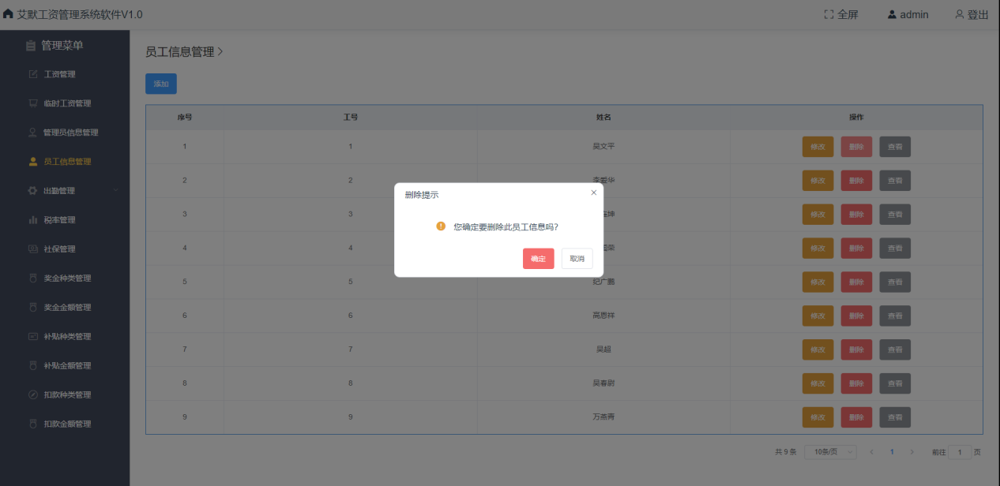 艾默工资管理系统软件V1.0 全屏 admin 登出
管理菜单
工资管理
临时工资管理
管理员信息管理
员工信息管理
出勤管理
税率管理
社保管理
奖金种类管理
奖金金额管理
补贴种类管理
补贴金额管理
扣款种类管理
扣款金额管理
员工信息管理 >
添加
序号 工号 姓名 操作
1 1 吴文平 修改 删除 查看
2 2 李爱华 修改 删除 查看
3 3 坤 修改 删除 查看
4 4 荣 修改 删除 查看
5 5 纪广鹏 修改 删除 查看
6 6 高恩祥 修改 删除 查看
7 7 吴超 修改 删除 查看
8 8 吴春尉 修改 删除 查看
9 9 万燕青 修改 删除 查看
删除提示
您确定要删除此员工信息吗?
确定 取消
共 9 条 10条/页 1 前往 1 页